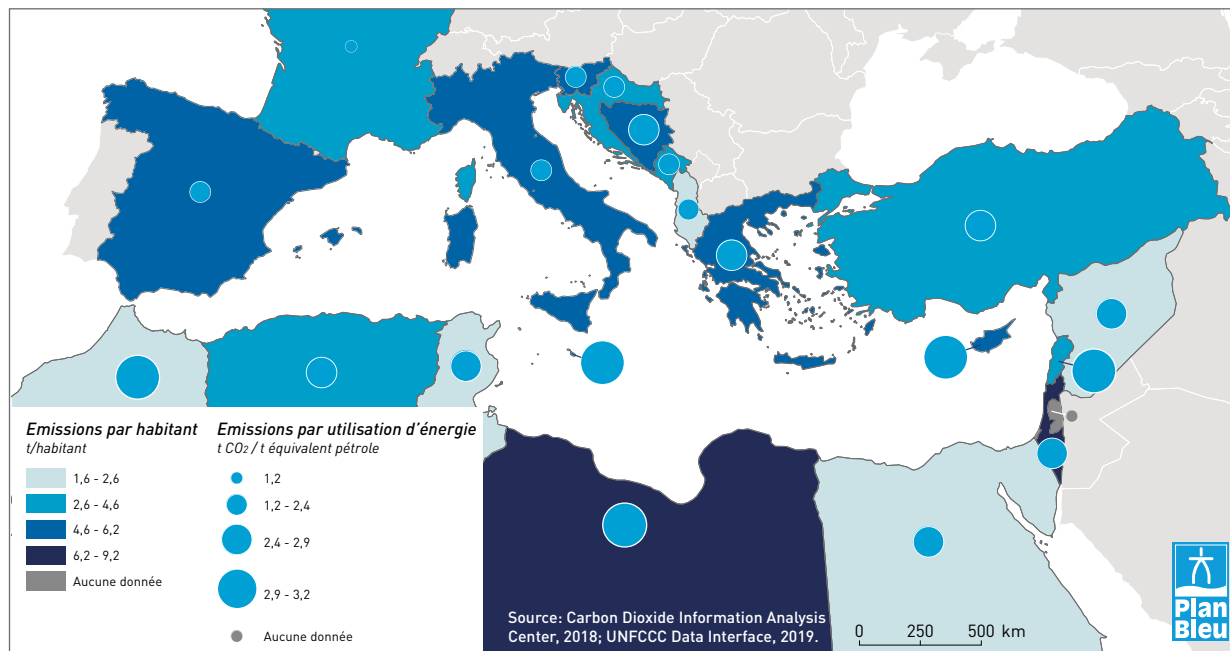 Emissions par habitant
t/habitant
1,6 - 2,6
2,6 - 4,6
4,6 - 6,2
6,2 - 9,2
Aucune donnée
Emissions par utilisation d’énergie
t CO2 / t équivalent pétrole
1,2
1,2 - 2,4
2,4 - 2,9
2,9 - 3,2
Aucune donnée
Source: Carbon Dioxide Information Analysis
Center, 2018; UNFCCC Data Interface, 2019.
0 250 500 km
Plan
Bleu